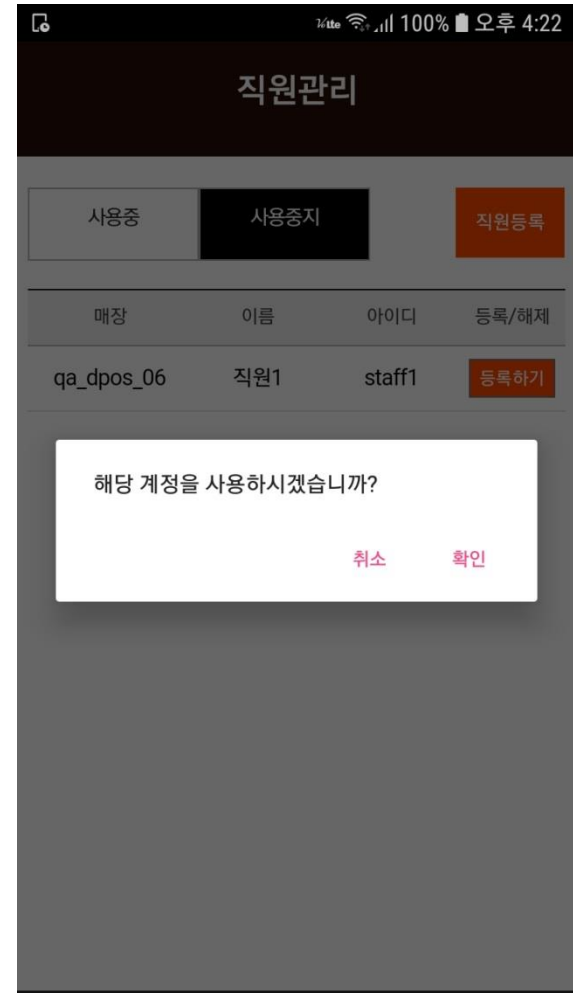 100% 오후 4:22
직원관리
사용중 사용중지 직원등록
매장 이름 아이디 등록/해제
qa_dpos_06 직원1 staff1 등록하기
해당 계정을 사용하시겠습니까?
취소 확인